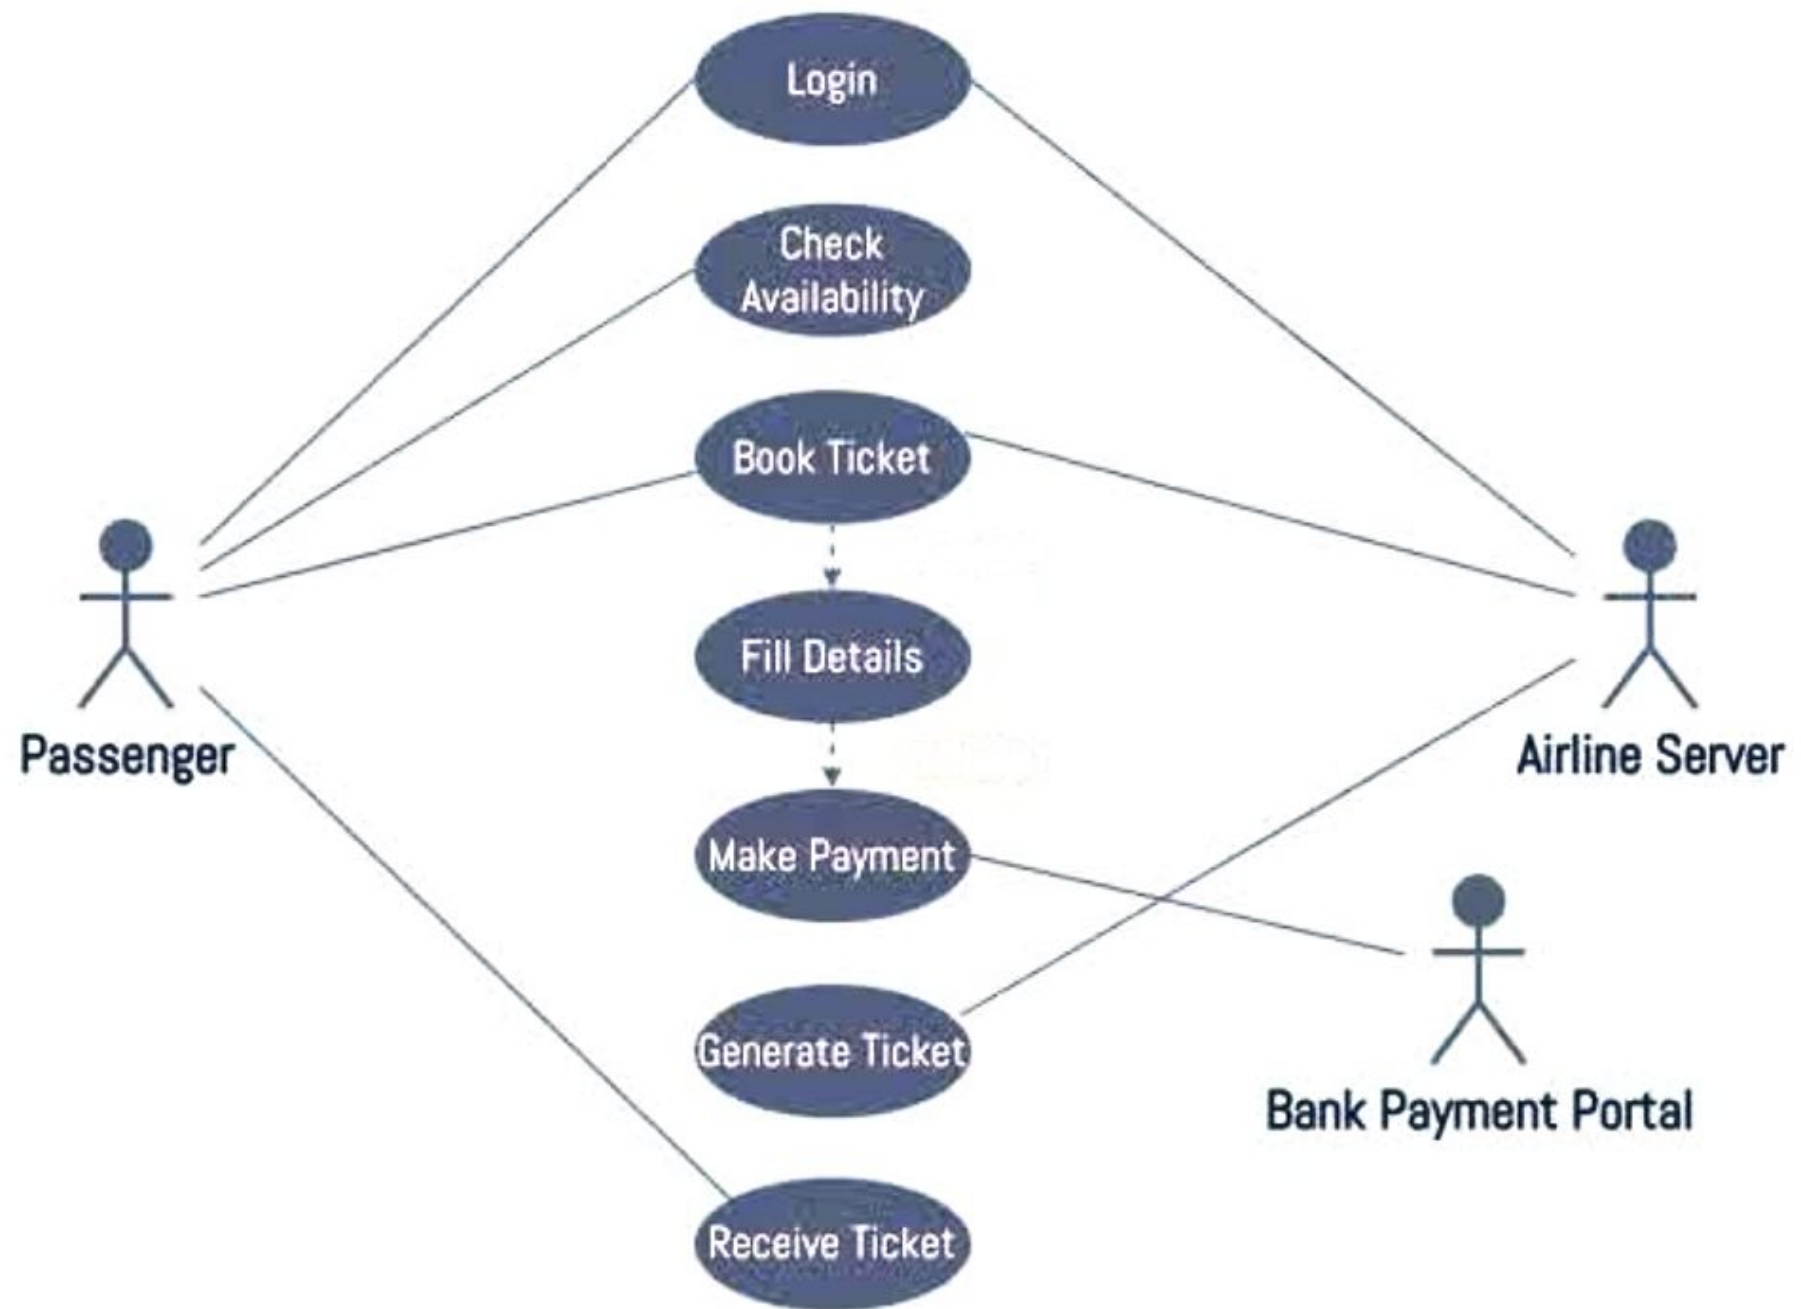 Login
Check
Availability
Book Ticket
Fill Details
Passenger
Airline Server
Make Payment
Generate Ticket
Bank Payment Portal
Receive Ticket